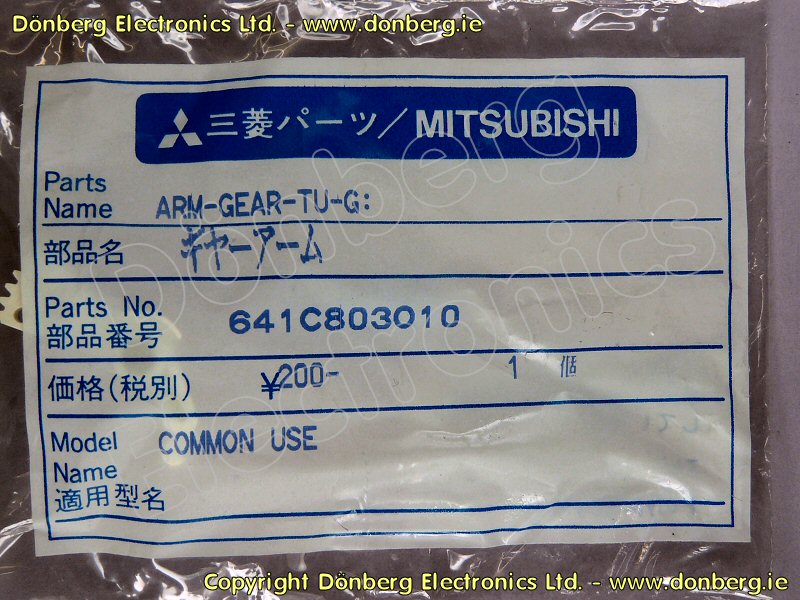 Dönberg Electronics Ltd. - www.donberg.ie
三菱パーツ/MITSUBISHI
Parts
Name ARM-GEAR-TU-G:
部品名 ギヤーアーム
Parts No. 641C803010
部品番号
価格(税別) ¥200- 1 個
Model COMMON USE
Name
適用型名
Dönberg
Electronics
Copyright Dönberg Electronics Ltd. - www.donberg.ie